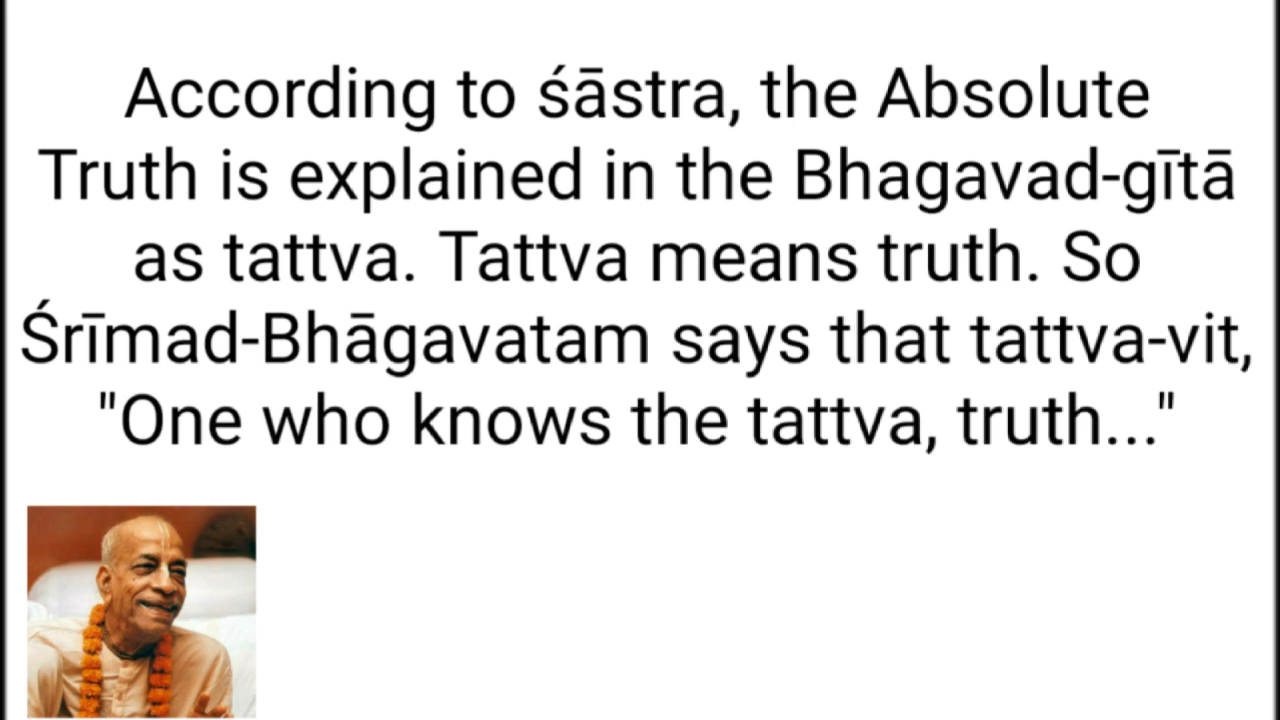 According to śāstra, the Absolute
Truth is explained in the Bhagavad-gītā
as tattva. Tattva means truth. So
Śrīmad-Bhāgavatam says that tattva-vit,
"One who knows the tattva, truth..."